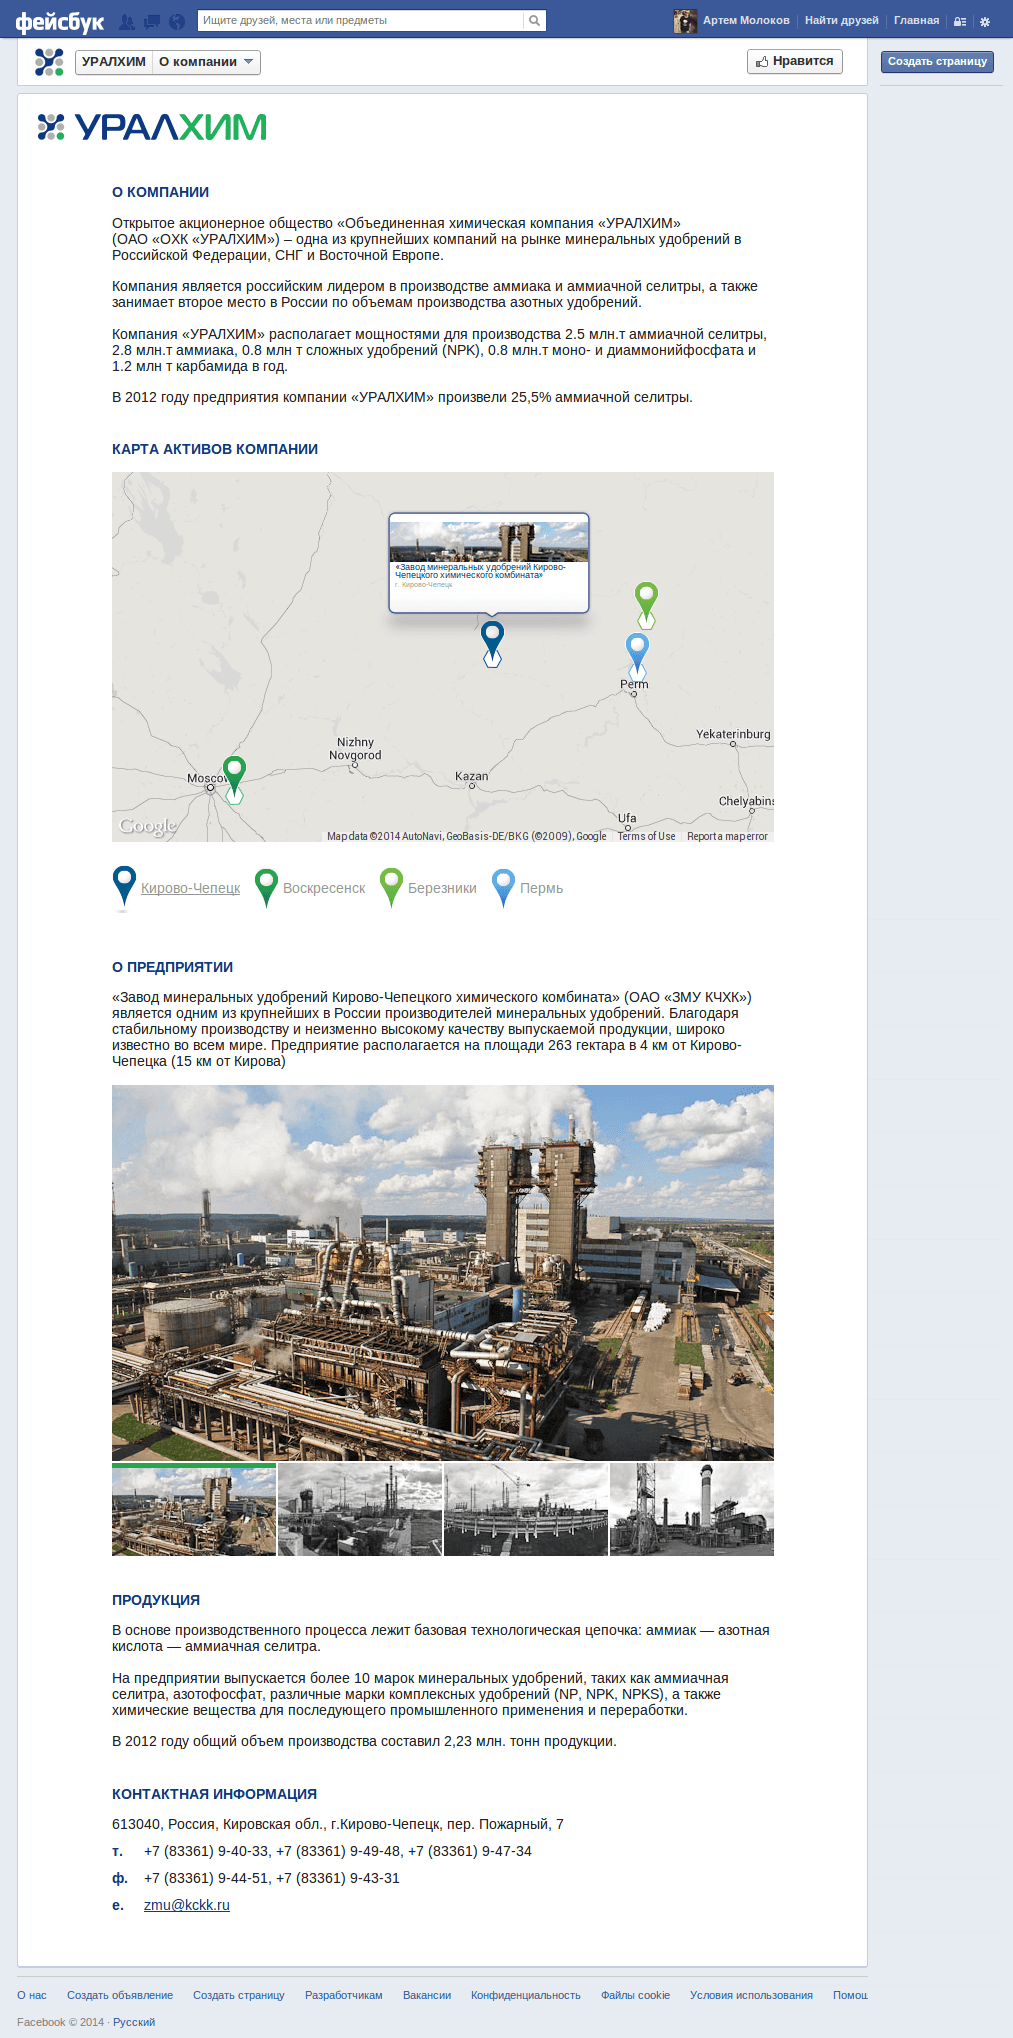 фейсбук
Ищите друзей, места или предметы
Артем Молоков
Найти друзей
Главная
УРАЛХИМ
О компании
Нравится
Создать страницу
УРАЛХИМ
О КОМПАНИИ
Открытое акционерное общество «Объединенная химическая компания «УРАЛХИМ»
(ОАО «ОХК «УРАЛХИМ») – одна из крупнейших компаний на рынке минеральных удобрений в
Российской Федерации, СНГ и Восточной Европе.
Компания является российским лидером в производстве аммиака и аммиачной селитры, а также
занимает второе место в России по объемам производства азотных удобрений.
Компания «УРАЛХИМ» располагает мощностями для производства 2.5 млн.т аммиачной селитры,
2.8 млн.т аммиака, 0.8 млн т сложных удобрений (NPK), 0.8 млн.т моно- и диаммонийфосфата и
1.2 млн т карбамида в год.
В 2012 году предприятия компании «УРАЛХИМ» произвели 25,5% аммиачной селитры.
КАРТА АКТИВОВ КОМПАНИИ
«Завод минеральных удобрений Кирово-
Чепецкого химического комбината»
г. Кирово-Чепецк
Perm
Yekaterinburg
Nizhny
Novgorod
Kazan
Moscow
Chelyabins
Ufa
Google
Map data ©2014 AutoNavi, GeoBasis-DE/BKG (©2009), Google
Terms of Use
Report a map error
Кирово-Чепецк
Воскресенск
Березники
Пермь
О ПРЕДПРИЯТИИ
«Завод минеральных удобрений Кирово-Чепецкого химического комбината» (ОАО «ЗМУ КЧХК»)
является одним из крупнейших в России производителей минеральных удобрений. Благодаря
стабильному производству и неизменно высокому качеству выпускаемой продукции, широко
известно во всем мире. Предприятие располагается на площади 263 гектара в 4 км от Кирово-
Чепецка (15 км от Кирова)
ПРОДУКЦИЯ
В основе производственного процесса лежит базовая технологическая цепочка: аммиак — азотная
кислота — аммиачная селитра.
На предприятии выпускается более 10 марок минеральных удобрений, таких как аммиачная
селитра, азотофосфат, различные марки комплексных удобрений (NP, NPK, NPKS), а также
химические вещества для последующего промышленного применения и переработки.
В 2012 году общий объем производства составил 2,23 млн. тонн продукции.
КОНТАКТНАЯ ИНФОРМАЦИЯ
613040, Россия, Кировская обл., г.Кирово-Чепецк, пер. Пожарный, 7
т. +7 (83361) 9-40-33, +7 (83361) 9-49-48, +7 (83361) 9-47-34
ф. +7 (83361) 9-44-51, +7 (83361) 9-43-31
e. zmu@kckk.ru
О нас
Создать объявление
Создать страницу
Разработчикам
Вакансии
Конфиденциальность
Файлы cookie
Условия использования
Помощ
Facebook © 2014 · Русский